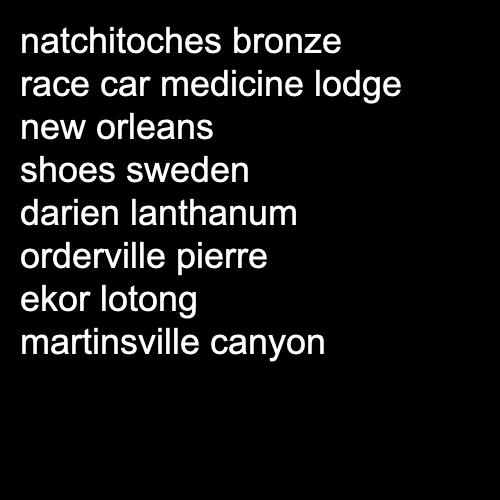 natchitoches bronze
race car medicine lodge
new orleans
shoes sweden
darien lanthanum
orderville pierre
ekor lotong
martinsville canyon